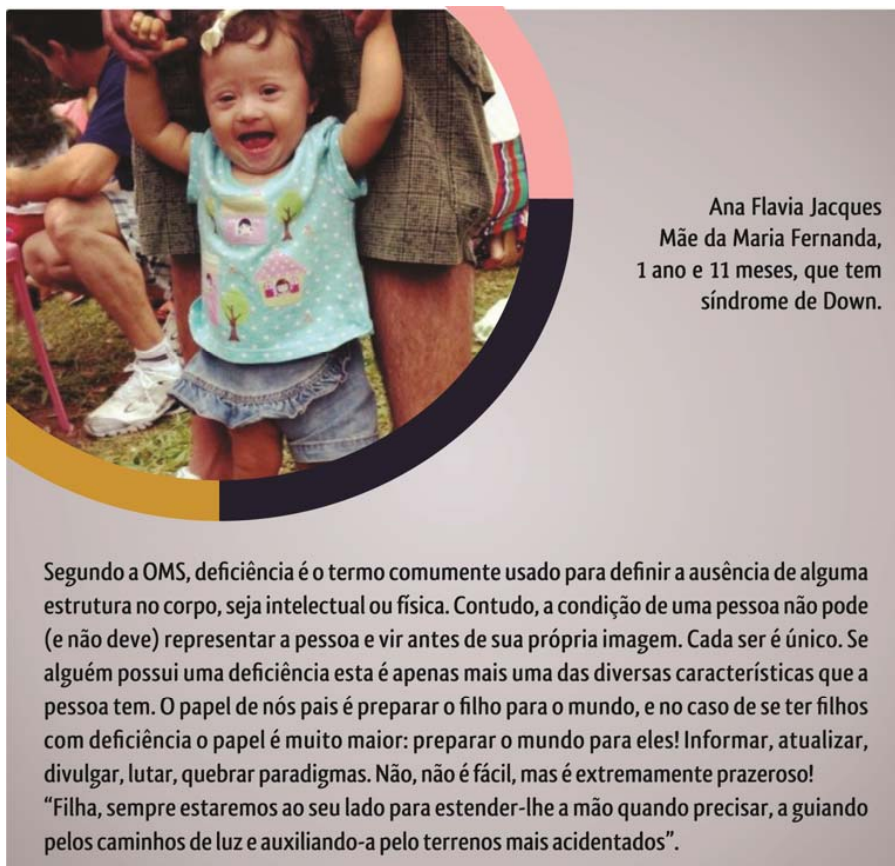 Ana Flavia Jacques
Mãe da Maria Fernanda,
1 ano e 11 meses, que tem
síndrome de Down.
Segundo a OMS, deficiência é o termo comumente usado para definir a ausência de alguma
estrutura no corpo, seja intelectual ou física. Contudo, a condição de uma pessoa não pode
(e não deve) representar a pessoa e vir antes de sua própria imagem. Cada ser é único. Se
alguém possui uma deficiência esta é apenas mais uma das diversas características que a
pessoa tem. O papel de nós pais é preparar o filho para o mundo, e no caso de se ter filhos
com deficiência o papel é muito maior: preparar o mundo para eles! Informar, atualizar,
divulgar, lutar, quebrar paradigmas. Não, não é fácil, mas é extremamente prazeroso!
“Filha, sempre estaremos ao seu lado para estender-lhe a mão quando precisar, a guiando
pelos caminhos de luz e auxiliando-a pelo terrenos mais acidentados”.